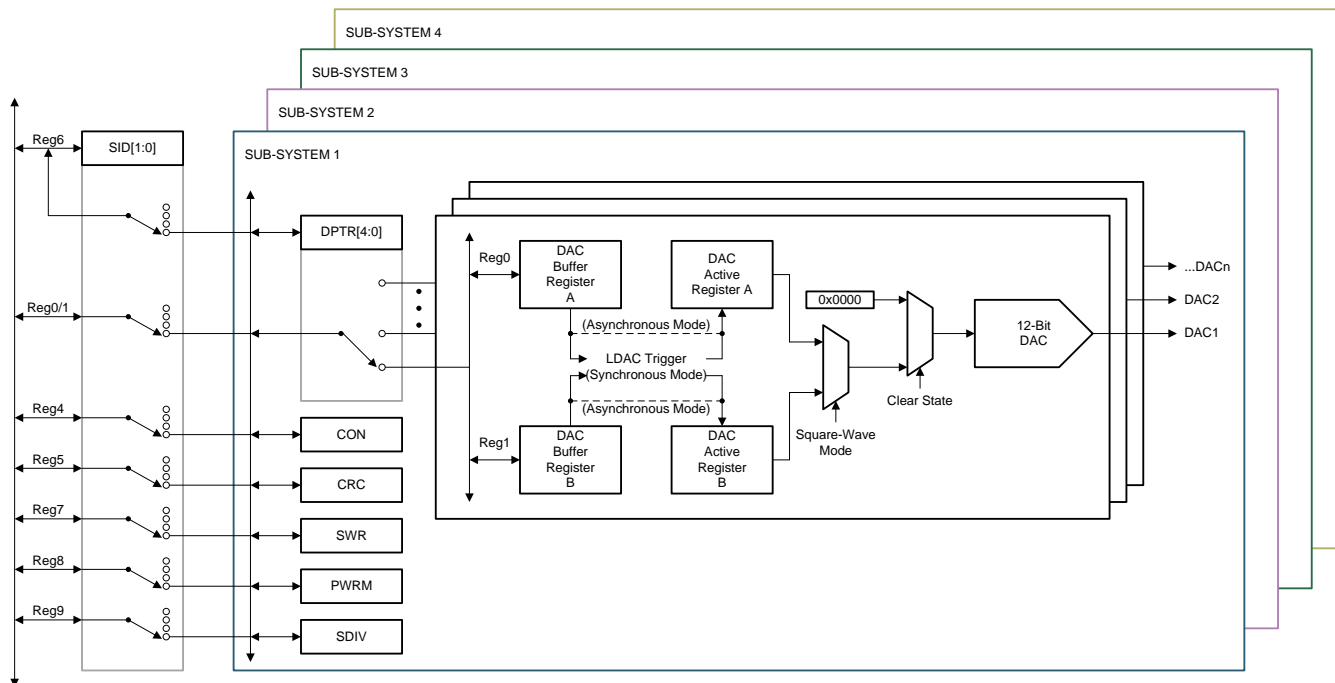 SUB-SYSTEM 4
SUB-SYSTEM 3
SUB-SYSTEM 2
SUB-SYSTEM 1
Reg6
SID[1:0]
DPTR[4:0]
Reg0/1
Reg4
CON
Reg5
CRC
Reg7
SWR
Reg8
PWRM
Reg9
SDIV
Reg0
DAC
Buffer
Register
A
DAC
Active
Register A
(Asynchronous Mode)
LDAC Trigger
(Synchronous Mode)
(Asynchronous Mode)
Reg1
DAC
Buffer
Register
B
DAC
Active
Register
B
0x0000
Square-Wave
Mode
Clear State
12-Bit
DAC
...DACn
DAC2
DAC1